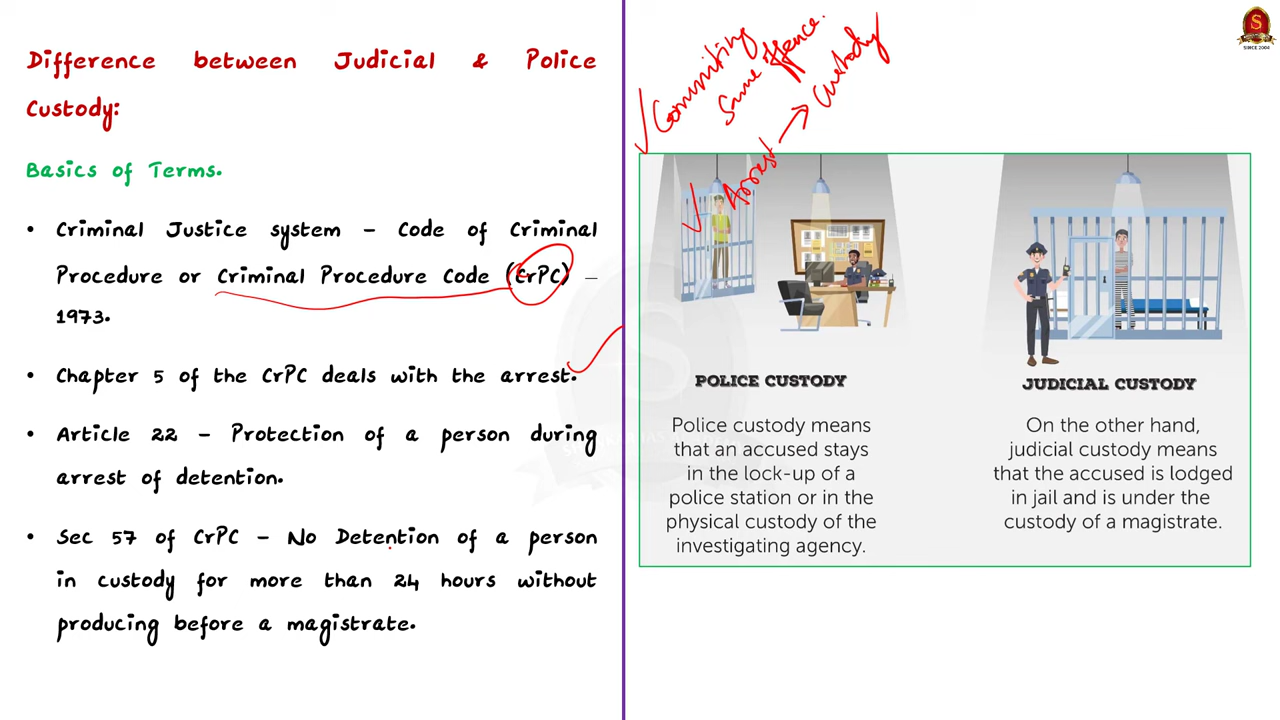 Difference between Judicial & Police
Custody:
Basics of Terms.
• Criminal Justice system – Code of Criminal
Procedure or Criminal Procedure Code (CrPC) –
1973.
• Chapter 5 of the CrPC deals with the arrest.
• Article 22 – Protection of a person during
arrest of detention.
• Sec 57 of CrPC – No Detention of a person
in custody for more than 24 hours without
producing before a magistrate.
Commiting
Same offence.
Arrest → Custody
S
SINCE 2004
POLICE CUSTODY
Police custody means
that an accused stays
in the lock-up of a
police station or in the
physical custody of the
investigating agency.
JUDICIAL CUSTODY
On the other hand,
judicial custody means
that the accused is lodged
in jail and is under the
custody of a magistrate.